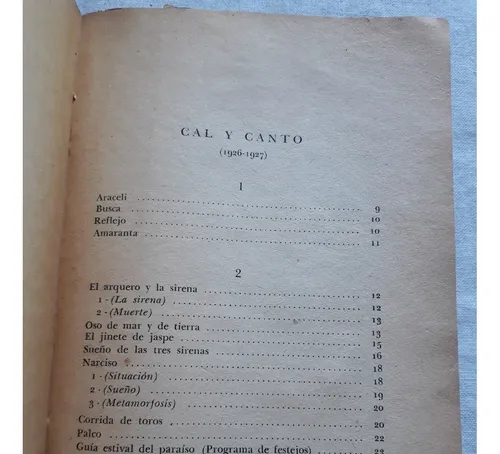 CAL Y CANTO
(1926-1927)
1
Araceli 9
Busca 10
Reflejo 10
Amaranta 11
2
El arquero y la sirena 12
1 - (La sirena) 12
2 - (Muerte) 13
Oso de mar y de tierra 13
El jinete de jaspe 15
Sueño de las tres sirenas 16
Narciso 18
1 - (Situación) 18
2 - (Sueño) 19
3 - (Metamorfosis) 20
Corrida de toros 20
Palco 22
Guía estival del paraíso (Programa de festejos) 23